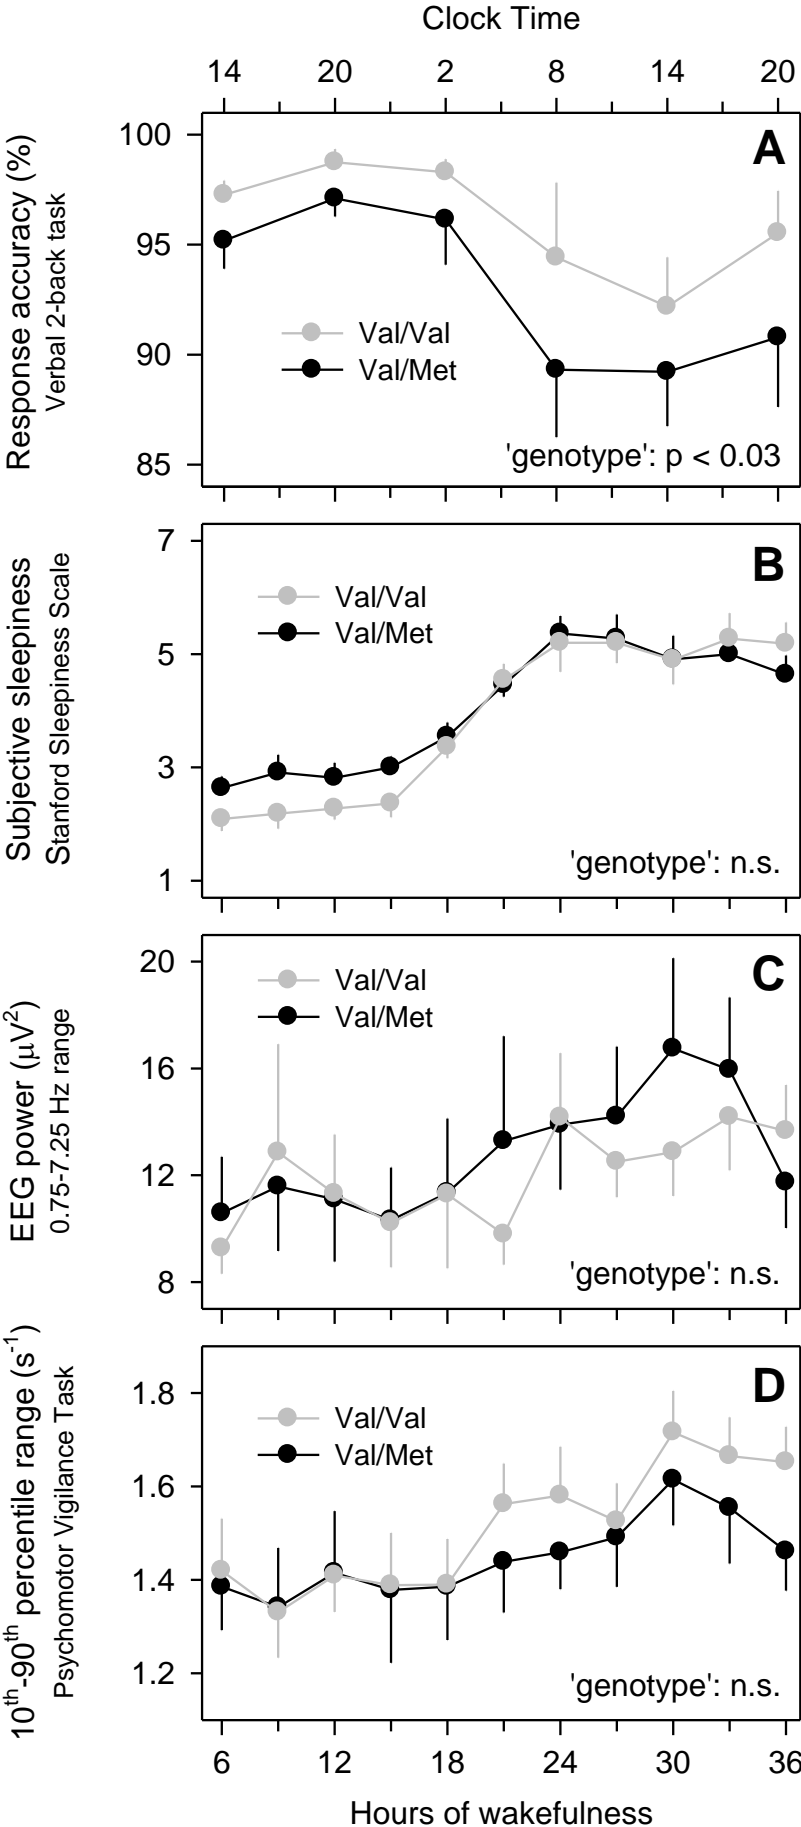 Clock Time
14 20 2 8 14 20
A
Response accuracy (%)
Verbal 2-back task
100
95
90
85
Val/Val
Val/Met
'genotype': p < 0.03
B
Subjective sleepiness
Stanford Sleepiness Scale
7
5
3
1
Val/Val
Val/Met
'genotype': n.s.
C
EEG power (μV²)
0.75-7.25 Hz range
20
16
12
8
Val/Val
Val/Met
'genotype': n.s.
D
10th-90th percentile range (s⁻¹)
Psychomotor Vigilance Task
1.8
1.6
1.4
1.2
Val/Val
Val/Met
'genotype': n.s.
6 12 18 24 30 36
Hours of wakefulness